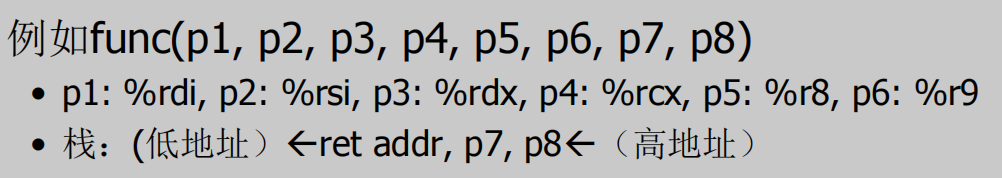 例如func(p1, p2, p3, p4, p5, p6, p7, p8)
• p1: %rdi, p2: %rsi, p3: %rdx, p4: %rcx, p5: %r8, p6: %r9
• 栈：(低地址）←ret addr, p7, p8←（高地址）